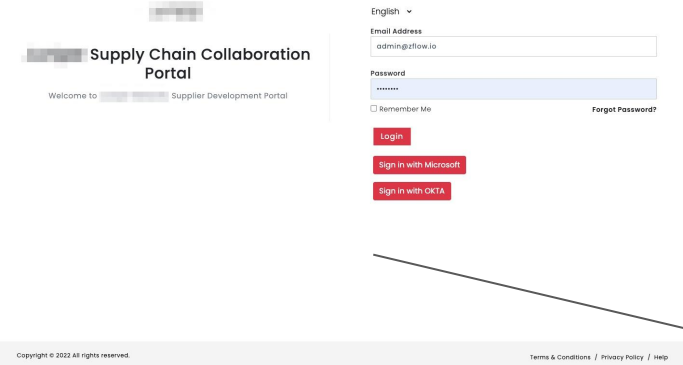 Supply Chain Collaboration
Portal
Welcome to
Supplier Development Portal
English
Email Address
admin@zflow.io
Password
••••••••
Remember Me
Forgot Password?
Login
Sign in with Microsoft
Sign in with OKTA
Copyright © 2022 All rights reserved.
Terms & Conditions / Privacy Policy / Help